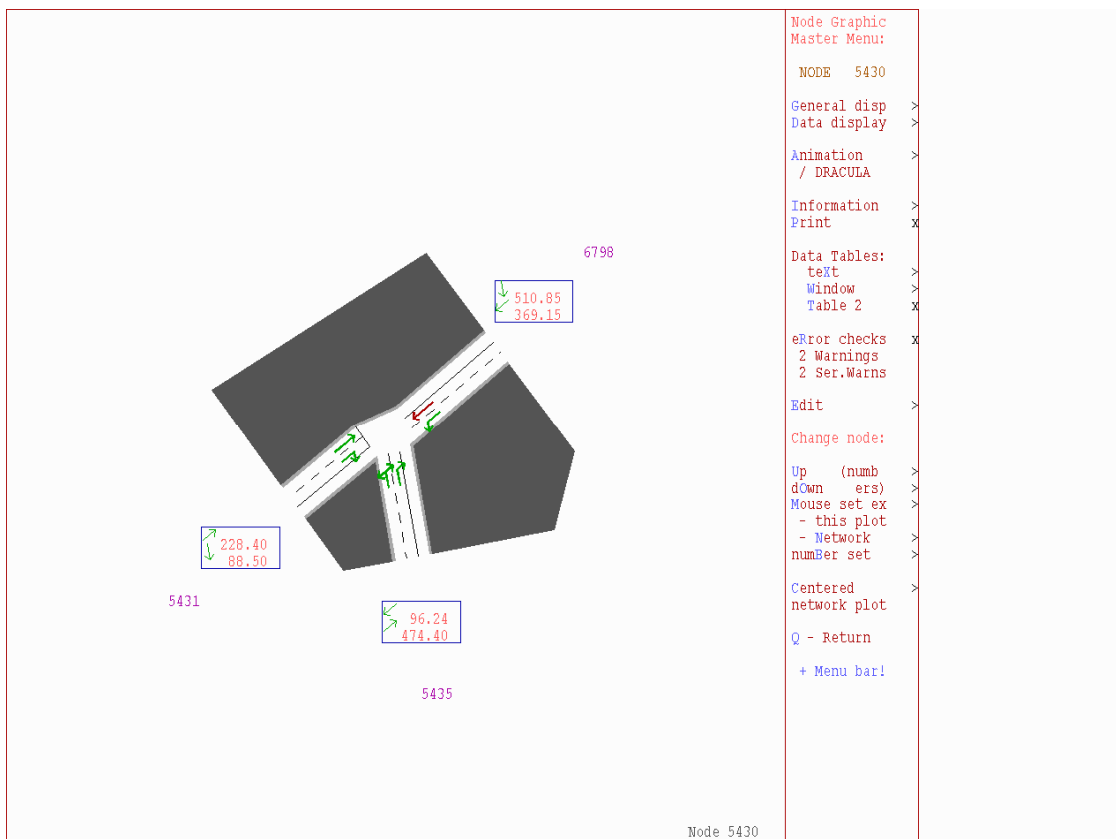 6798
510.85
369.15
228.40
88.50
5431
96.24
474.40
5435
Node 5430
Node Graphic
Master Menu:
NODE 5430
General disp >
Data display >
Animation >
/ DRACULA
Information >
Print x
Data Tables:
teXt >
Window >
Table 2 x
eRror checks x
2 Warnings
2 Ser.Warns
Edit >
Change node:
Up (numb >
dOwn ers) >
Mouse set ex >
- this plot
- Network >
numBer set >
Centered >
network plot
Q - Return
+ Menu bar!